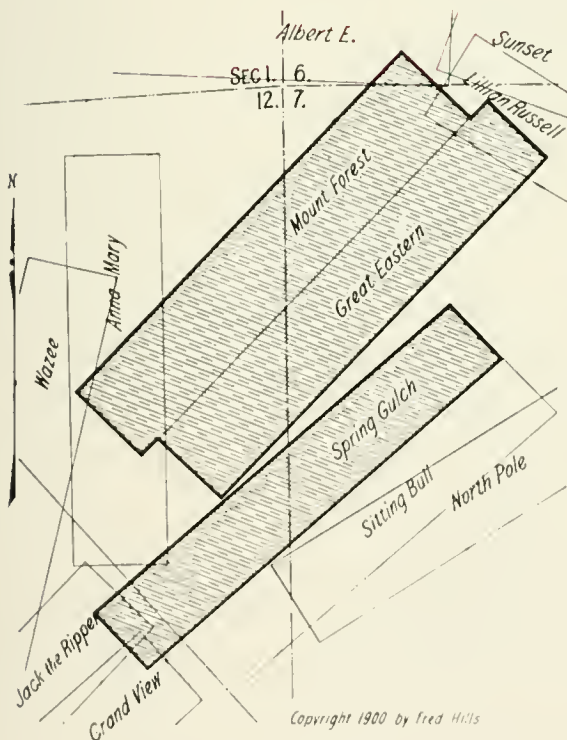 Albert E.
Sunset
Lillian Russell
SEC 1. 6.
12. 7.
N
Mount Forest
Great Eastern
Anna Mary
Wazee
Spring Gulch
Sitting Bull
North Pole
Jack the Ripper
Grand View
Copyright 1900 by Fred Hills